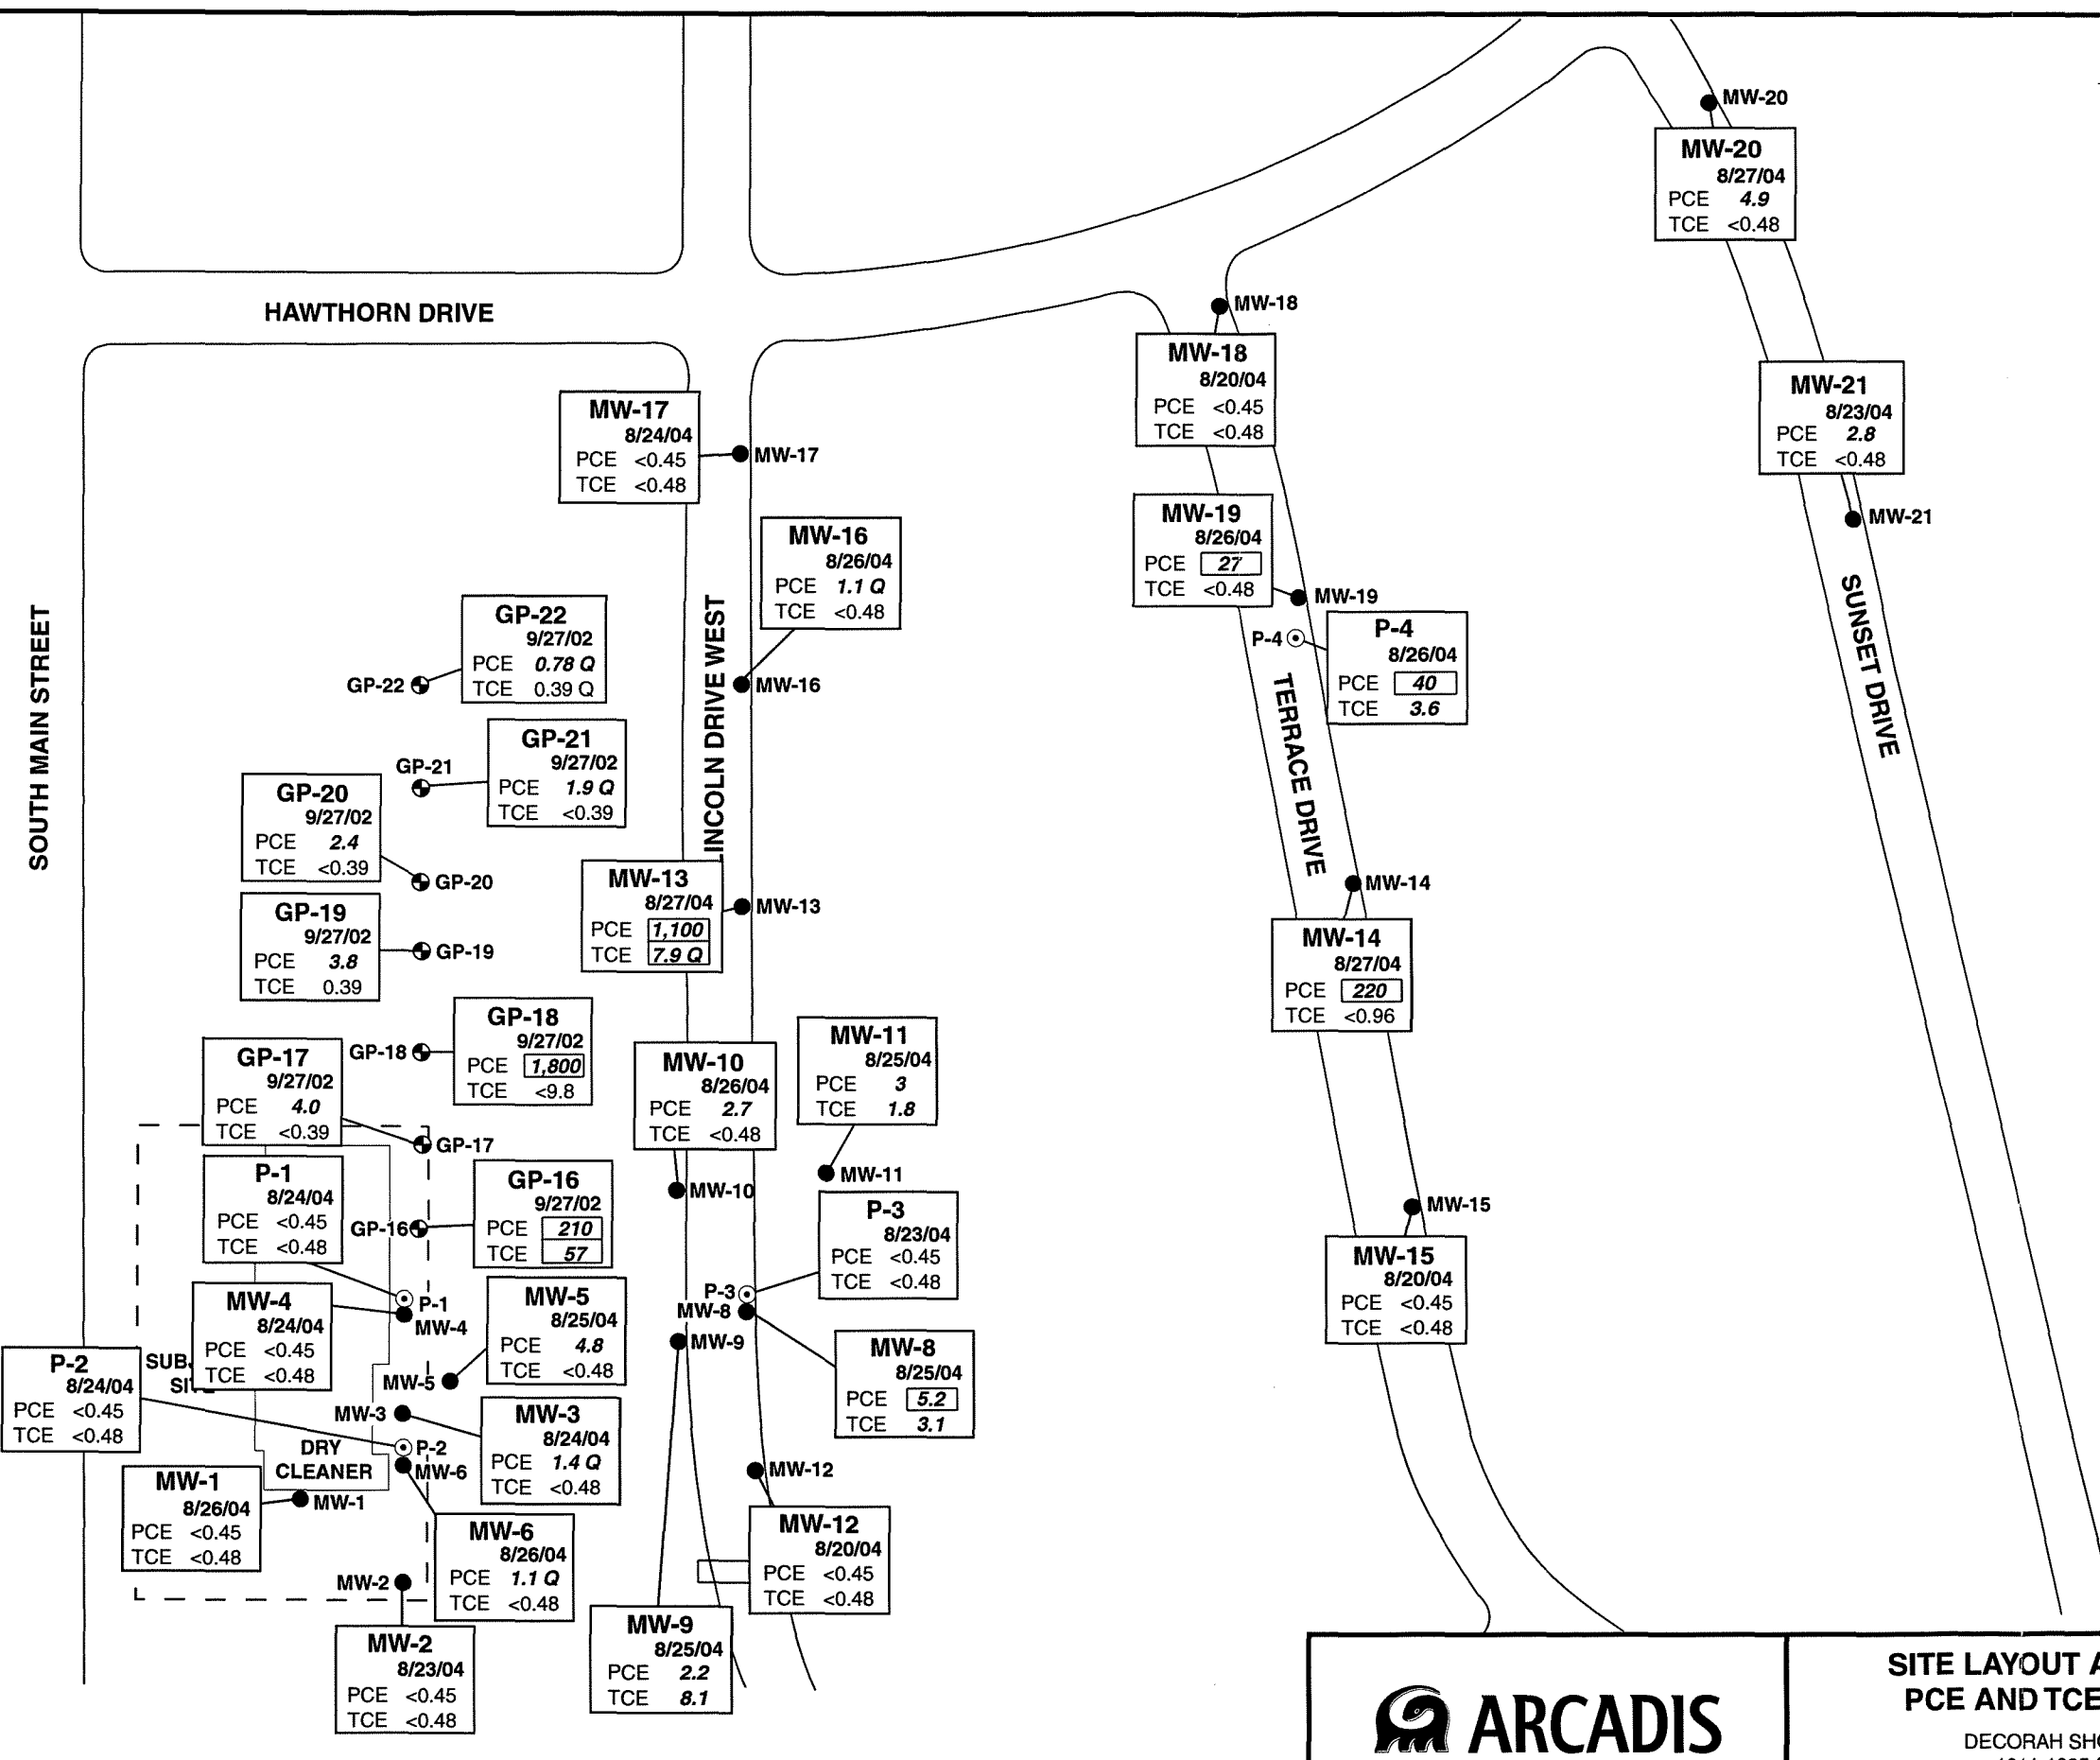 MW-20
MW-20
8/27/04
PCE 4.9
TCE <0.48
HAWTHORN DRIVE
MW-18
MW-18
8/20/04
PCE <0.45
TCE <0.48
MW-21
8/23/04
PCE 2.8
TCE <0.48
MW-21
MW-17
8/24/04
PCE <0.45
TCE <0.48
MW-17
MW-16
8/26/04
PCE 1.1 Q
TCE <0.48
MW-16
MW-19
8/26/04
PCE 27
TCE <0.48
MW-19
P-4
P-4
8/26/04
PCE 40
TCE 3.6
SUNSET DRIVE
TERRACE DRIVE
SOUTH MAIN STREET
LINCOLN DRIVE WEST
GP-22
9/27/02
PCE 0.78 Q
TCE 0.39 Q
GP-22
GP-21
9/27/02
PCE 1.9 Q
TCE <0.39
GP-21
GP-20
9/27/02
PCE 2.4
TCE <0.39
GP-20
GP-19
9/27/02
PCE 3.8
TCE 0.39
GP-19
MW-13
8/27/04
PCE 1,100
TCE 7.9 Q
MW-13
MW-14
MW-14
8/27/04
PCE 220
TCE <0.96
GP-18
9/27/02
PCE 1,800
TCE <9.8
GP-18
GP-17
9/27/02
PCE 4.0
TCE <0.39
GP-17
MW-10
8/26/04
PCE 2.7
TCE <0.48
MW-10
MW-11
8/25/04
PCE 3
TCE 1.8
MW-11
P-1
8/24/04
PCE <0.45
TCE <0.48
GP-16
GP-16
9/27/02
PCE 210
TCE 57
P-3
8/23/04
PCE <0.45
TCE <0.48
MW-15
MW-15
8/20/04
PCE <0.45
TCE <0.48
MW-4
8/24/04
PCE <0.45
TCE <0.48
P-1
MW-4
MW-5
8/25/04
PCE 4.8
TCE <0.48
MW-5
P-3
MW-8
MW-9
MW-8
8/25/04
PCE 5.2
TCE 3.1
P-2
8/24/04
PCE <0.45
TCE <0.48
SUB
SITE
MW-3
MW-3
8/24/04
PCE 1.4 Q
TCE <0.48
DRY
CLEANER
P-2
MW-6
MW-1
8/26/04
PCE <0.45
TCE <0.48
MW-1
MW-6
8/26/04
PCE 1.1 Q
TCE <0.48
MW-12
MW-12
8/20/04
PCE <0.45
TCE <0.48
MW-2
MW-2
8/23/04
PCE <0.45
TCE <0.48
MW-9
8/25/04
PCE 2.2
TCE 8.1
ARCADIS
SITE LAYOUT A
PCE AND TCE
DECORAH SH